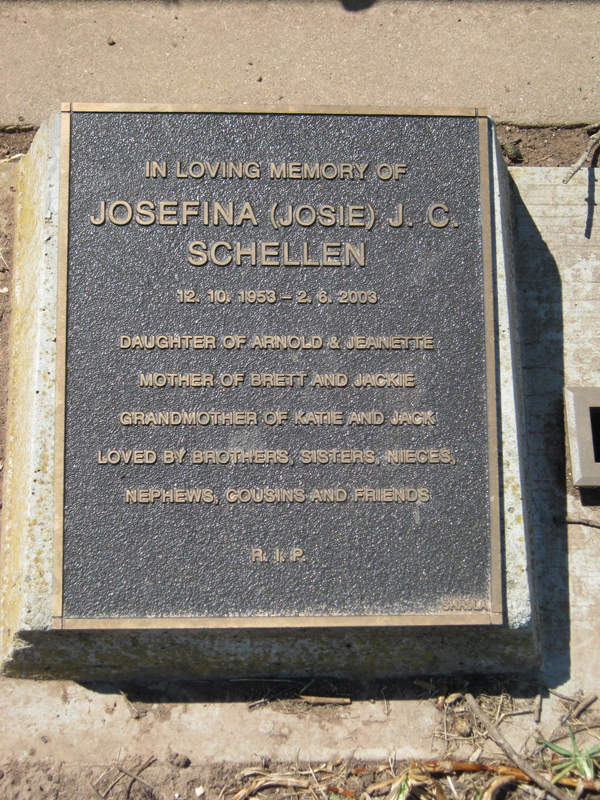 IN LOVING MEMORY OF
JOSEFINA (JOSIE) J. C.
SCHELLEN
12. 10. 1953 – 2. 6. 2003
DAUGHTER OF ARNOLD & JEANETTE
MOTHER OF BRETT AND JACKIE
GRANDMOTHER OF KATIE AND JACK
LOVED BY BROTHERS, SISTERS, NIECES,
NEPHEWS, COUSINS AND FRIENDS
R. I. P.